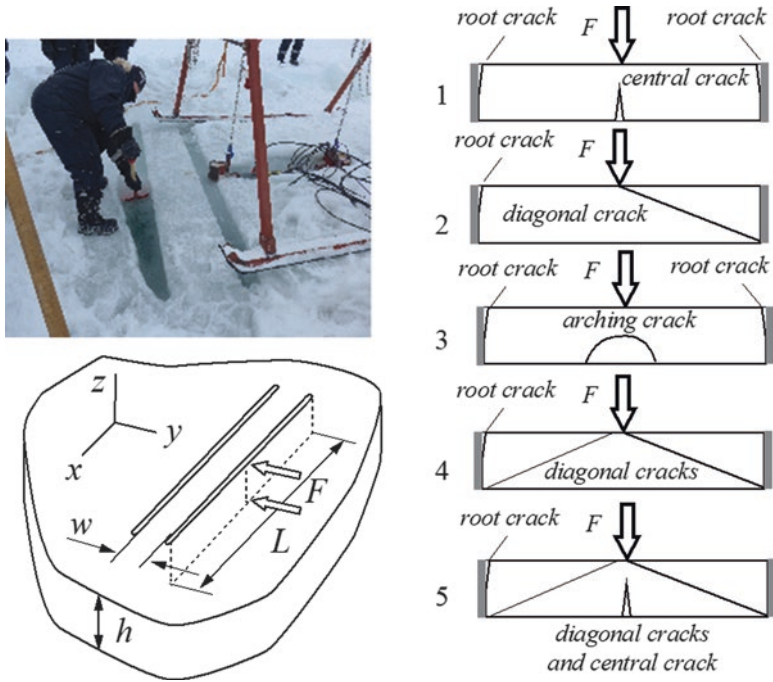 z
y
x
w
F
L
h
root crack
F
root crack
central crack
1
root crack
F
diagonal crack
2
root crack
F
root crack
arching crack
3
root crack
F
diagonal cracks
4
root crack
F
5
diagonal cracks
and central crack